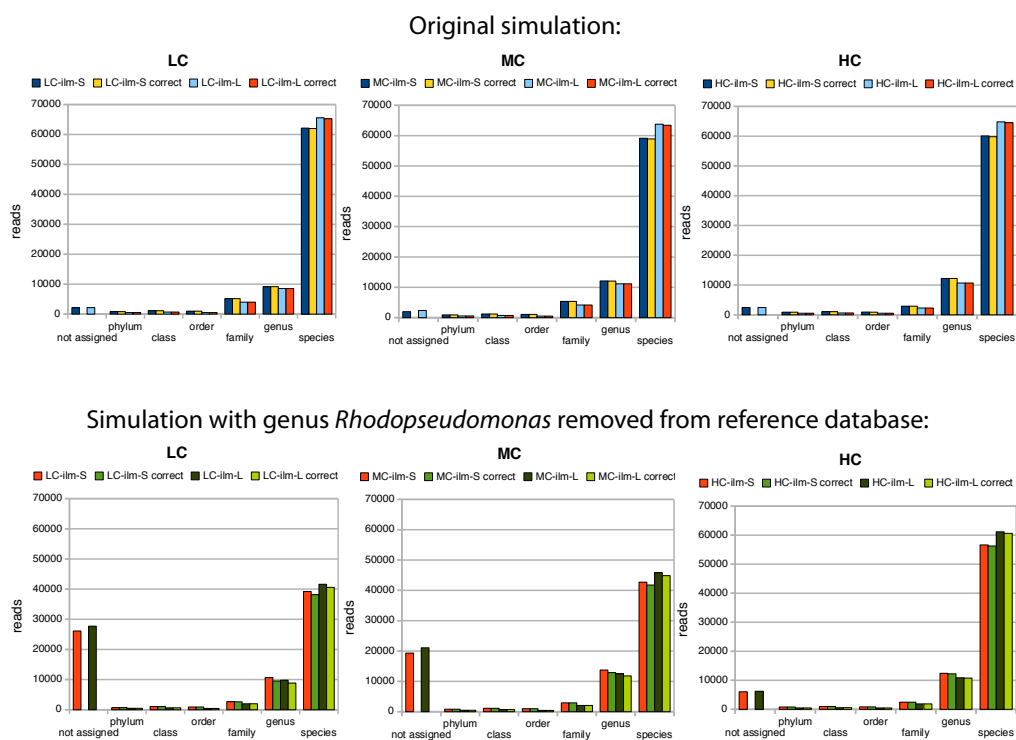 Original simulation:
LC
LC-ilm-S LC-ilm-S correct LC-ilm-L LC-ilm-L correct
70000
60000
50000
40000
30000
20000
10000
0
reads
not assigned phylum class order family genus species
MC
MC-ilm-S MC-ilm-S correct MC-ilm-L MC-ilm-L correct
70000
60000
50000
40000
30000
20000
10000
0
reads
not assigned phylum class order family genus species
HC
HC-ilm-S HC-ilm-S correct HC-ilm-L HC-ilm-L correct
70000
60000
50000
40000
30000
20000
10000
0
reads
not assigned phylum class order family genus species
Simulation with genus Rhodopseudomonas removed from reference database:
LC
LC-ilm-S LC-ilm-S correct LC-ilm-L LC-ilm-L correct
70000
60000
50000
40000
30000
20000
10000
0
reads
not assigned phylum class order family genus species
MC
MC-ilm-S MC-ilm-S correct MC-ilm-L MC-ilm-L correct
70000
60000
50000
40000
30000
20000
10000
0
reads
not assigned phylum class order family genus species
HC
HC-ilm-S HC-ilm-S correct HC-ilm-L HC-ilm-L correct
70000
60000
50000
40000
30000
20000
10000
0
reads
not assigned phylum class order family genus species